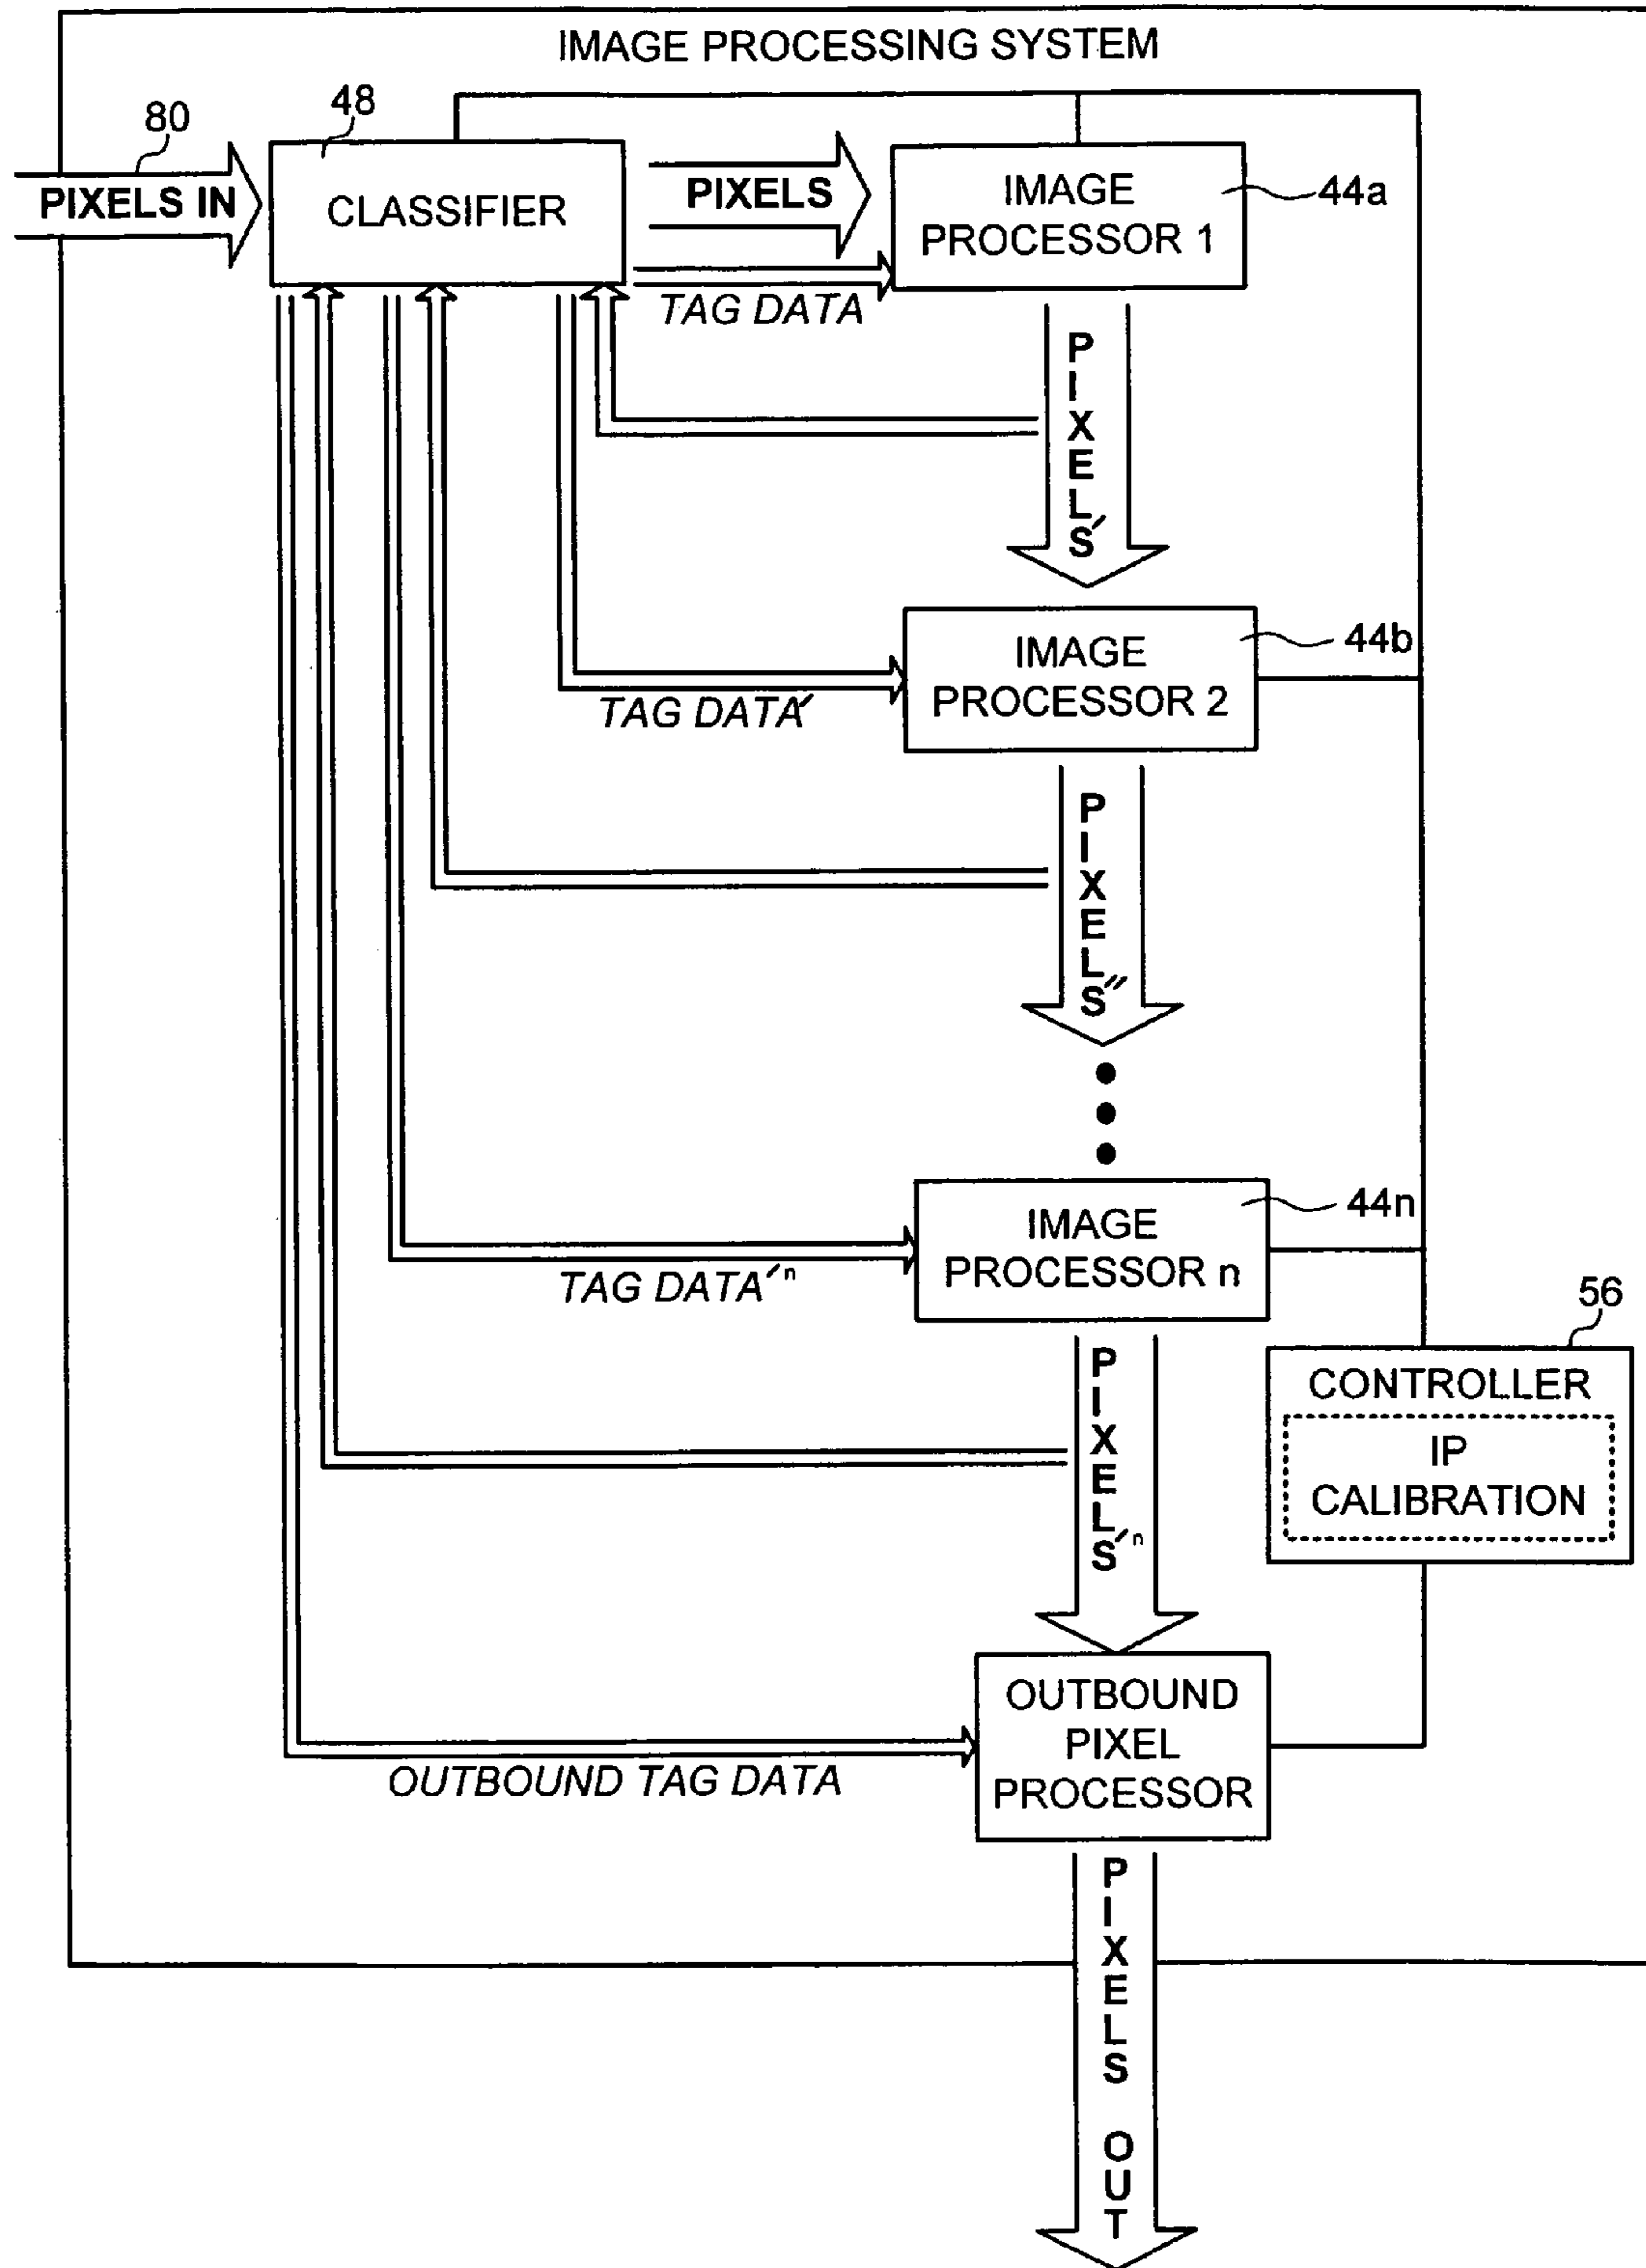 IMAGE PROCESSING SYSTEM
80
48
PIXELS IN
CLASSIFIER
PIXELS
IMAGE
PROCESSOR 1
44a
TAG DATA
PIXELS′
IMAGE
PROCESSOR 2
44b
TAG DATA′
PIXELS″
IMAGE
PROCESSOR n
44n
TAG DATA′ⁿ
56
CONTROLLER
IP
CALIBRATION
PIXELS′ⁿ
OUTBOUND
PIXEL
PROCESSOR
OUTBOUND TAG DATA
PIXELS OUT